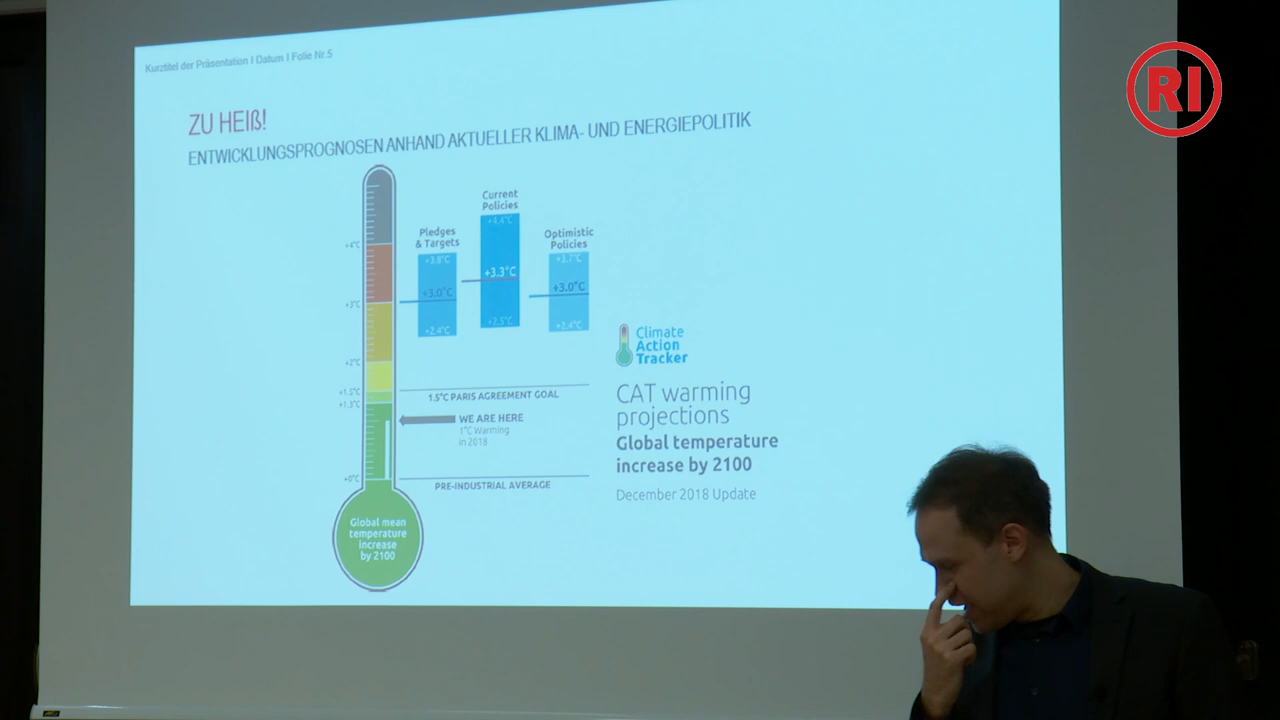 Kurztitel der Präsentation I Datum I Folie Nr.5
RI
ZU HEIß!
ENTWICKLUNGSPROGNOSEN ANHAND AKTUELLER KLIMA- UND ENERGIEPOLITIK
Current
Policies
+4.4°C
+3.3°C
+2.5°C
Pledges
& Targets
+3.8°C
+3.0°C
+2.4°C
Optimistic
Policies
+3.7°C
+3.0°C
+2.4°C
+4°C
+3°C
+2°C
+1.5°C
+1.3°C
+0°C
1.5°C PARIS AGREEMENT GOAL
WE ARE HERE
1°C Warming
in 2018
PRE-INDUSTRIAL AVERAGE
Global mean
temperature
increase
by 2100
Climate
Action
Tracker
CAT warming
projections
Global temperature
increase by 2100
December 2018 Update